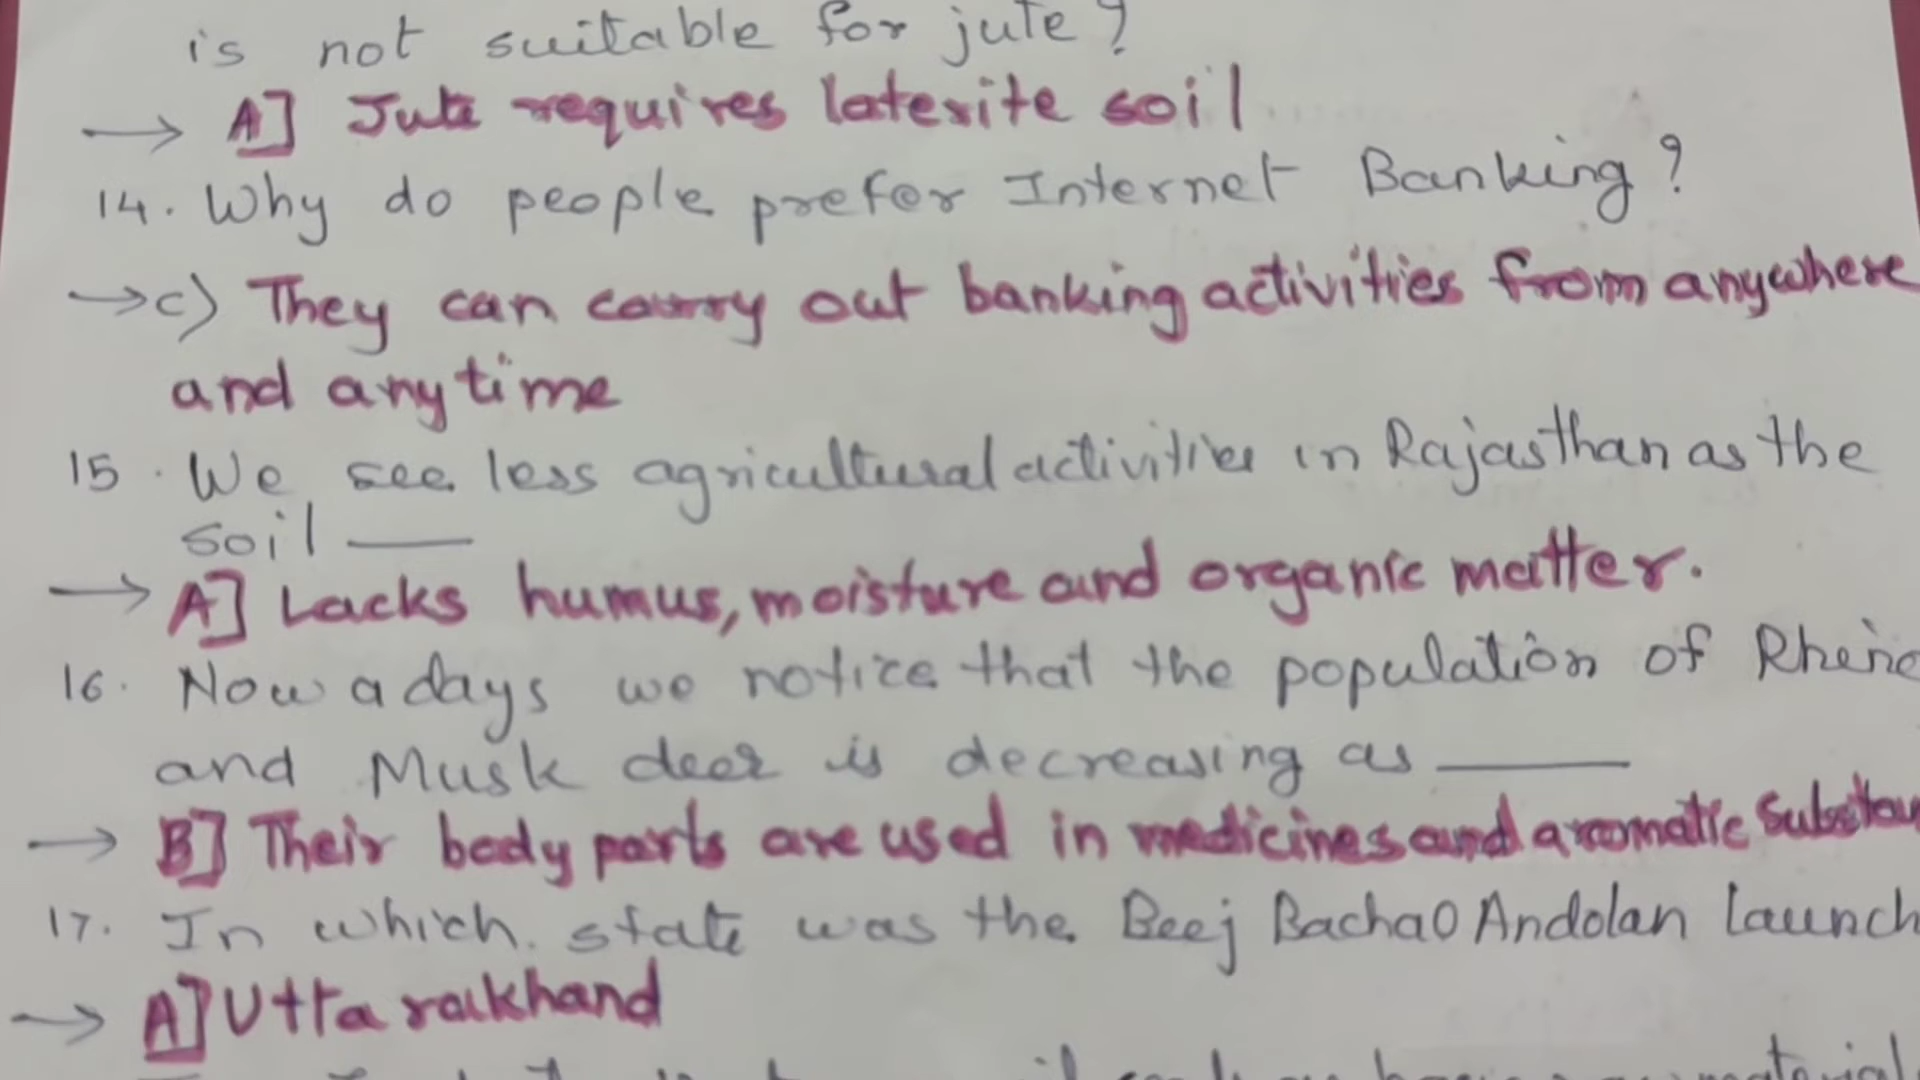 is not suitable for jute?
→ A] Jute requires laterite soil
14. Why do people prefer Internet Banking?
→ c) They can carry out banking activities from anywhere
and anytime
15. We see less agricultural activities in Rajasthan as the
soil ____
→ A] Lacks humus, moisture and organic matter.
16. Now a days we notice that the population of Rhino
and Musk deer is decreasing as ____
→ B] Their body parts are used in medicines and aromatic Substan
17. In which state was the Beej Bachao Andolan launch
→ A] Uttarakhand